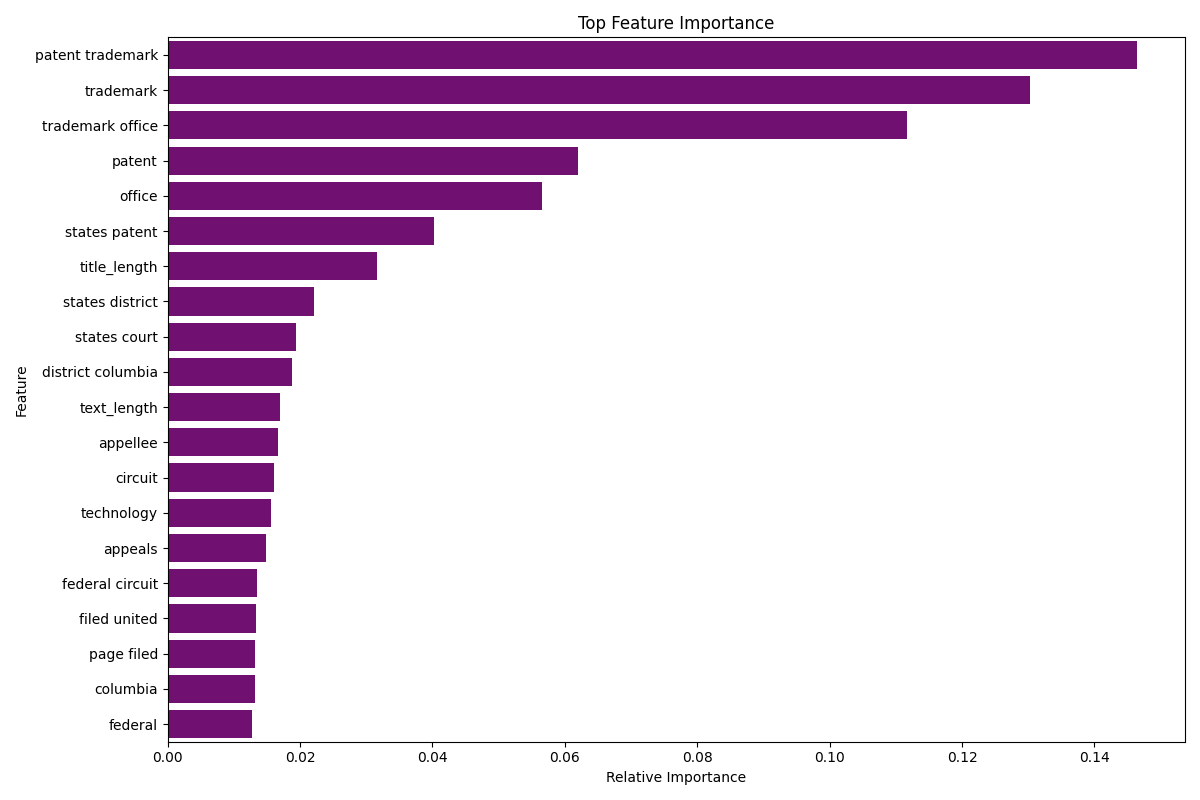 Top Feature Importance
patent trademark
trademark
trademark office
patent
office
states patent
title_length
states district
states court
district columbia
text_length
appellee
circuit
technology
appeals
federal circuit
filed united
page filed
columbia
federal
Feature
0.00 0.02 0.04 0.06 0.08 0.10 0.12 0.14
Relative Importance